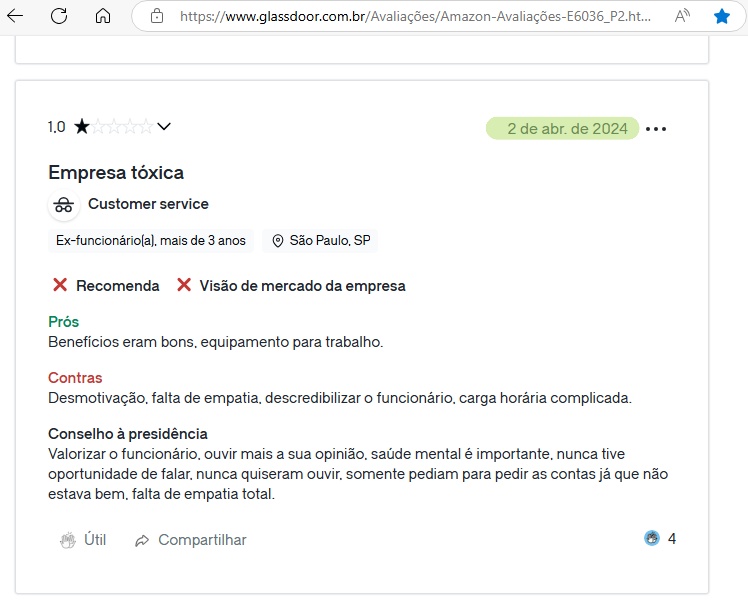 https://www.glassdoor.com.br/Avaliações/Amazon-Avaliações-E6036_P2.ht...
1,0
2 de abr. de 2024
Empresa tóxica
Customer service
Ex-funcionário(a), mais de 3 anos
São Paulo, SP
Recomenda
Visão de mercado da empresa
Prós
Benefícios eram bons, equipamento para trabalho.
Contras
Desmotivação, falta de empatia, descredibilizar o funcionário, carga horária complicada.
Conselho à presidência
Valorizar o funcionário, ouvir mais a sua opinião, saúde mental é importante, nunca tive
oportunidade de falar, nunca quiseram ouvir, somente pediam para pedir as contas já que não
estava bem, falta de empatia total.
Útil
Compartilhar
4